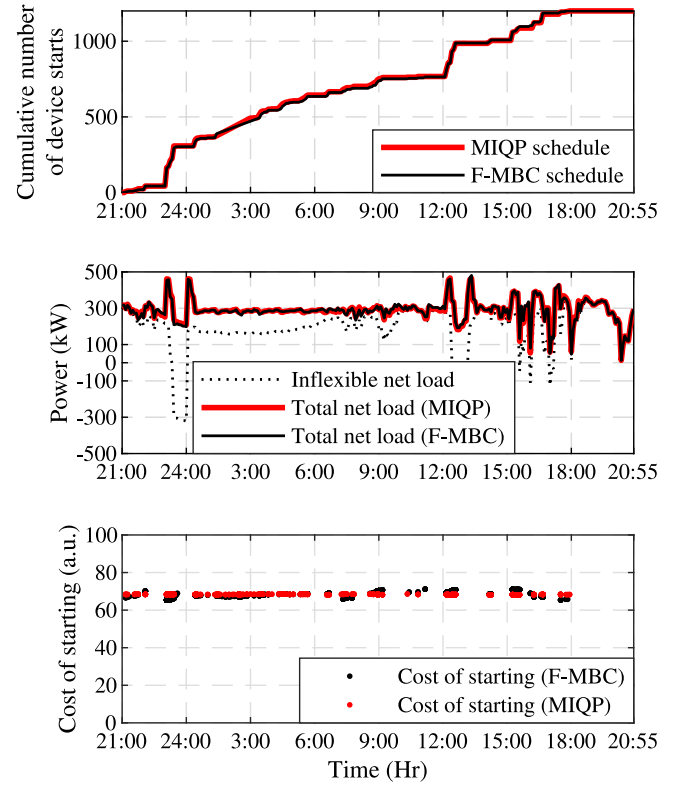 Cumulative number
of device starts
1000
500
0
MIQP schedule
F-MBC schedule
21:00 24:00 3:00 6:00 9:00 12:00 15:00 18:00 20:55
Power (kW)
500
300
100
0
-100
-300
-500
Inflexible net load
Total net load (MIQP)
Total net load (F-MBC)
21:00 24:00 3:00 6:00 9:00 12:00 15:00 18:00 20:55
Cost of starting (a.u.)
100
80
60
40
20
0
Cost of starting (F-MBC)
Cost of starting (MIQP)
21:00 24:00 3:00 6:00 9:00 12:00 15:00 18:00 20:55
Time (Hr)